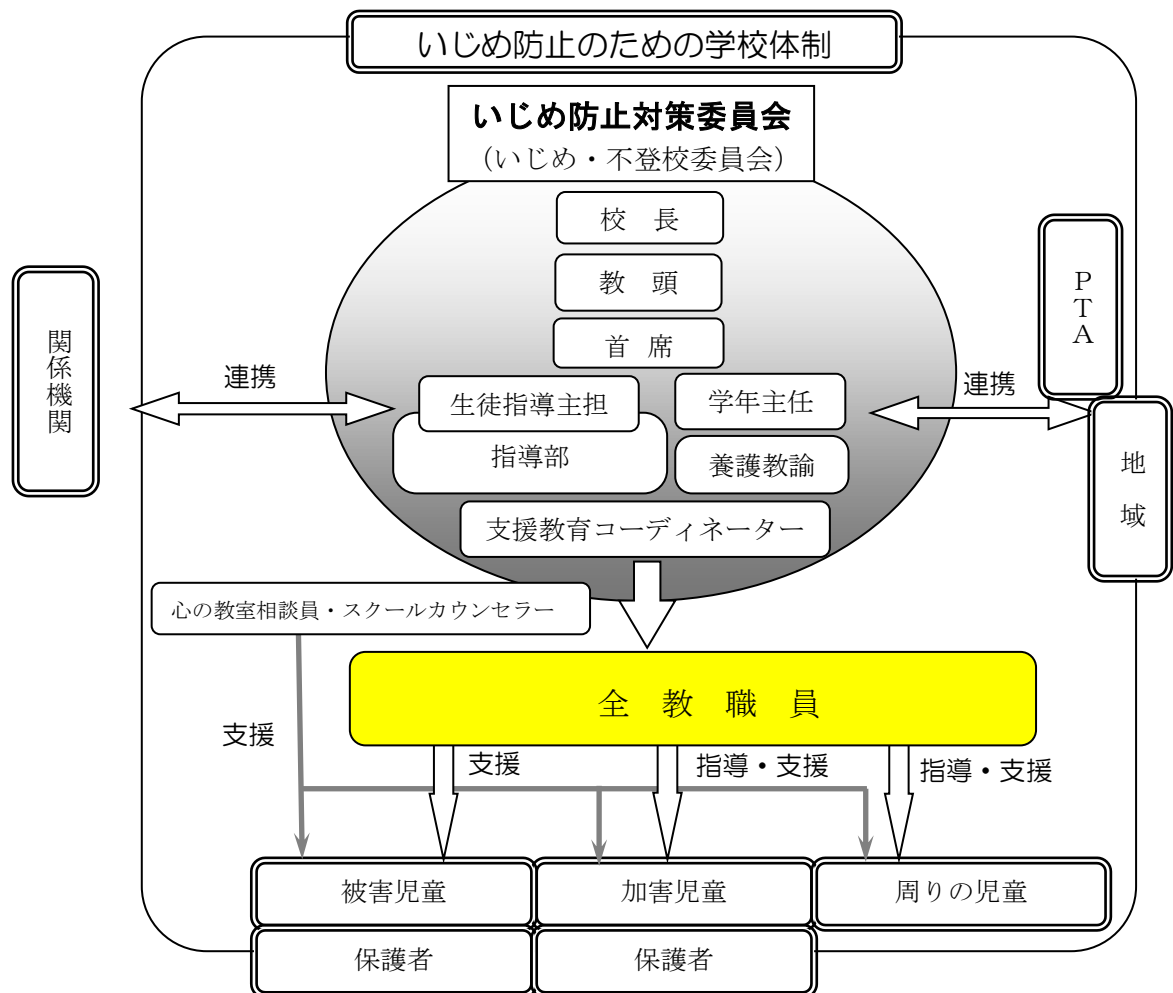 いじめ防止のための学校体制
いじめ防止対策委員会
（いじめ・不登校委員会）
校　長
教　頭
首　席
生徒指導主担
学年主任
指導部
養護教諭
支援教育コーディネーター
関係機関
連携
連携
PTA
地域
心の教室相談員・スクールカウンセラー
全　教　職　員
支援
支援
指導・支援
指導・支援
被害児童
加害児童
周りの児童
保護者
保護者